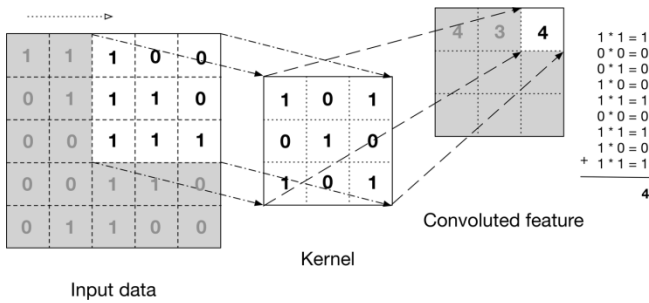 1 1 1 0 0
0 1 1 1 0
0 0 1 1 1
0 0 1 1 0
0 1 1 0 0
Input data
1 0 1
0 1 0
1 0 1
Kernel
4 3 4
Convoluted feature
1 * 1 = 1
0 * 0 = 0
0 * 1 = 0
1 * 0 = 0
1 * 1 = 1
0 * 0 = 0
1 * 1 = 1
1 * 0 = 0
+ 1 * 1 = 1
4